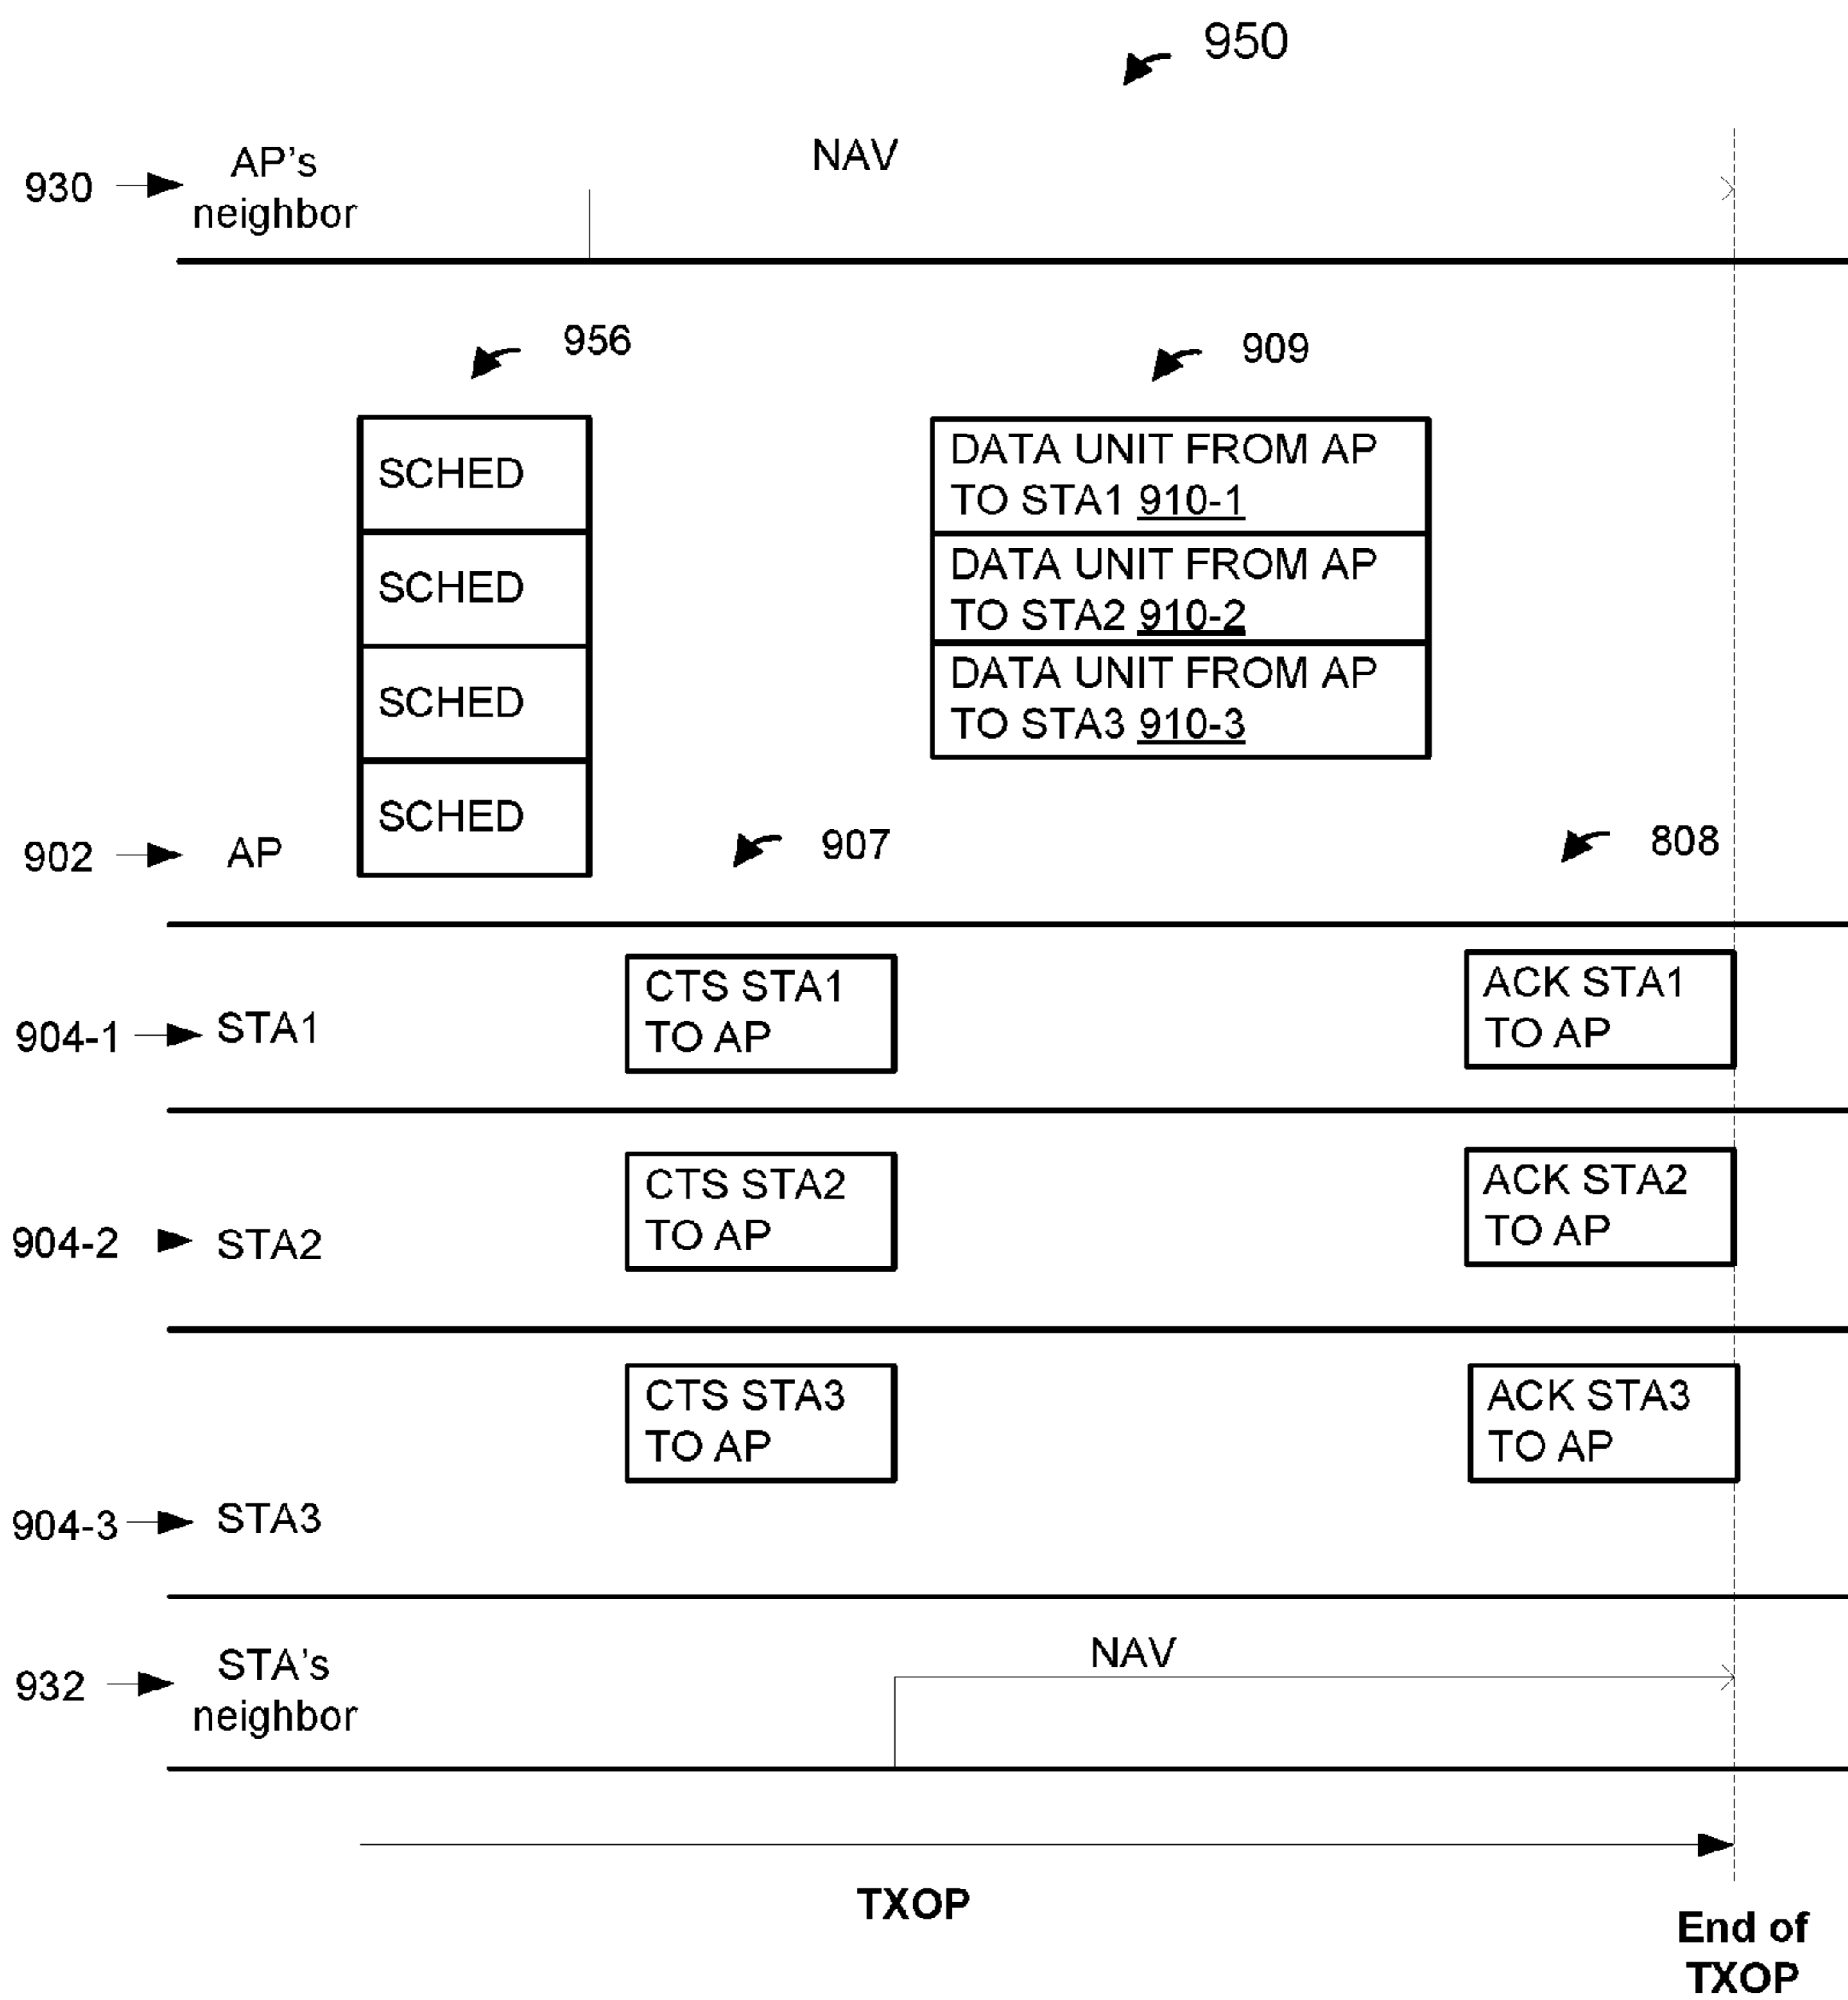 950
NAV
930
AP's
neighbor
956
909
SCHED
SCHED
SCHED
SCHED
DATA UNIT FROM AP
TO STA1 910-1
DATA UNIT FROM AP
TO STA2 910-2
DATA UNIT FROM AP
TO STA3 910-3
902
AP
907
808
904-1
STA1
CTS STA1
TO AP
ACK STA1
TO AP
904-2
STA2
CTS STA2
TO AP
ACK STA2
TO AP
904-3
STA3
CTS STA3
TO AP
ACK STA3
TO AP
932
STA's
neighbor
NAV
TXOP
End of
TXOP